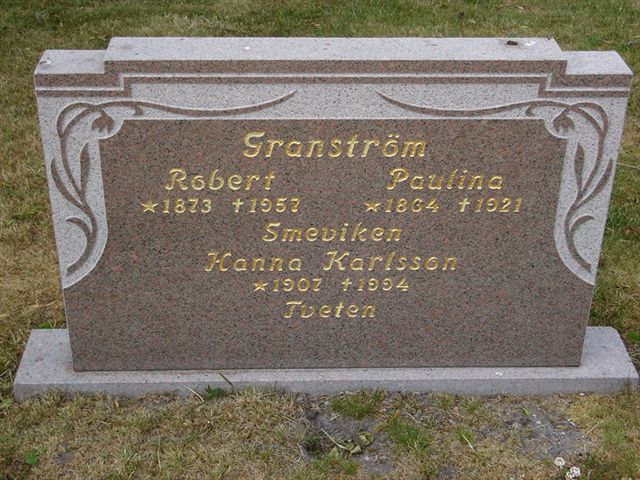 Granström
Robert Paulina
*1873 †1957 *1864 †1921
Smeviken
Hanna Karlsson
*1907 †1994
Tveten